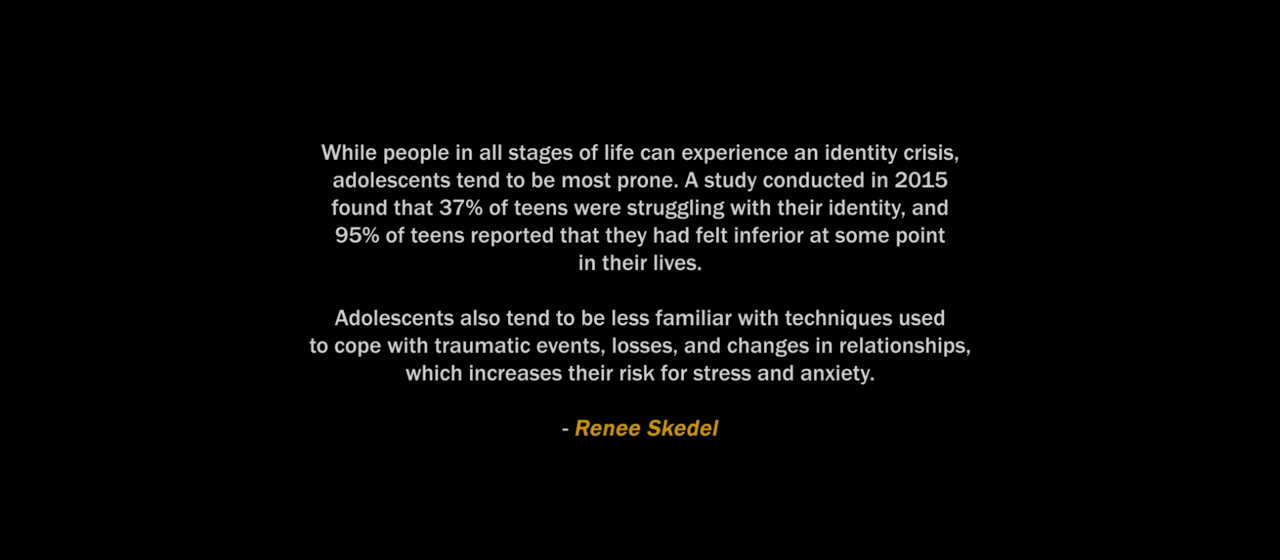 While people in all stages of life can experience an identity crisis,
adolescents tend to be most prone. A study conducted in 2015
found that 37% of teens were struggling with their identity, and
95% of teens reported that they had felt inferior at some point
in their lives.
Adolescents also tend to be less familiar with techniques used
to cope with traumatic events, losses, and changes in relationships,
which increases their risk for stress and anxiety.
- Renee Skedel